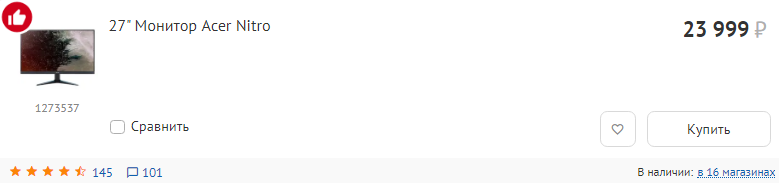 27" Монитор Acer Nitro
23 999 ₽
1273537
Сравнить
Купить
145
101
В наличии: в 16 магазинах